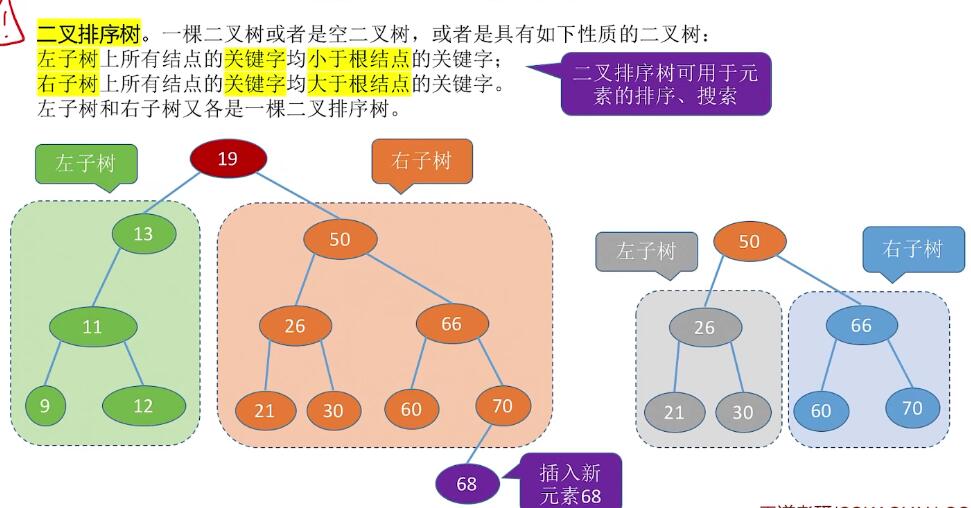 二叉排序树。一棵二叉树或者是空二叉树，或者是具有如下性质的二叉树：
左子树上所有结点的关键字均小于根结点的关键字；
右子树上所有结点的关键字均大于根结点的关键字。
左子树和右子树又各是一棵二叉排序树。
二叉排序树可用于元
素的排序、搜索
左子树
19
右子树
13
50
左子树
50
右子树
11
26
66
26
66
9
12
21
30
60
70
21
30
60
70
68
插入新
元素68